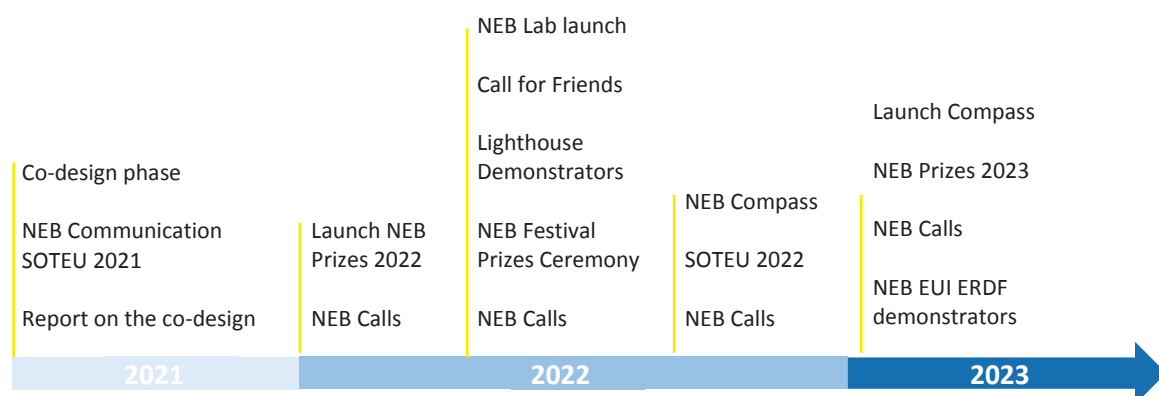 Co-design phase
NEB Communication
SOTEU 2021
Report on the co-design
Launch NEB
Prizes 2022
NEB Calls
NEB Lab launch
Call for Friends
Lighthouse
Demonstrators
NEB Festival
Prizes Ceremony
NEB Calls
NEB Compass
SOTEU 2022
NEB Calls
Launch Compass
NEB Prizes 2023
NEB Calls
NEB EUI ERDF
demonstrators
2021
2022
2023